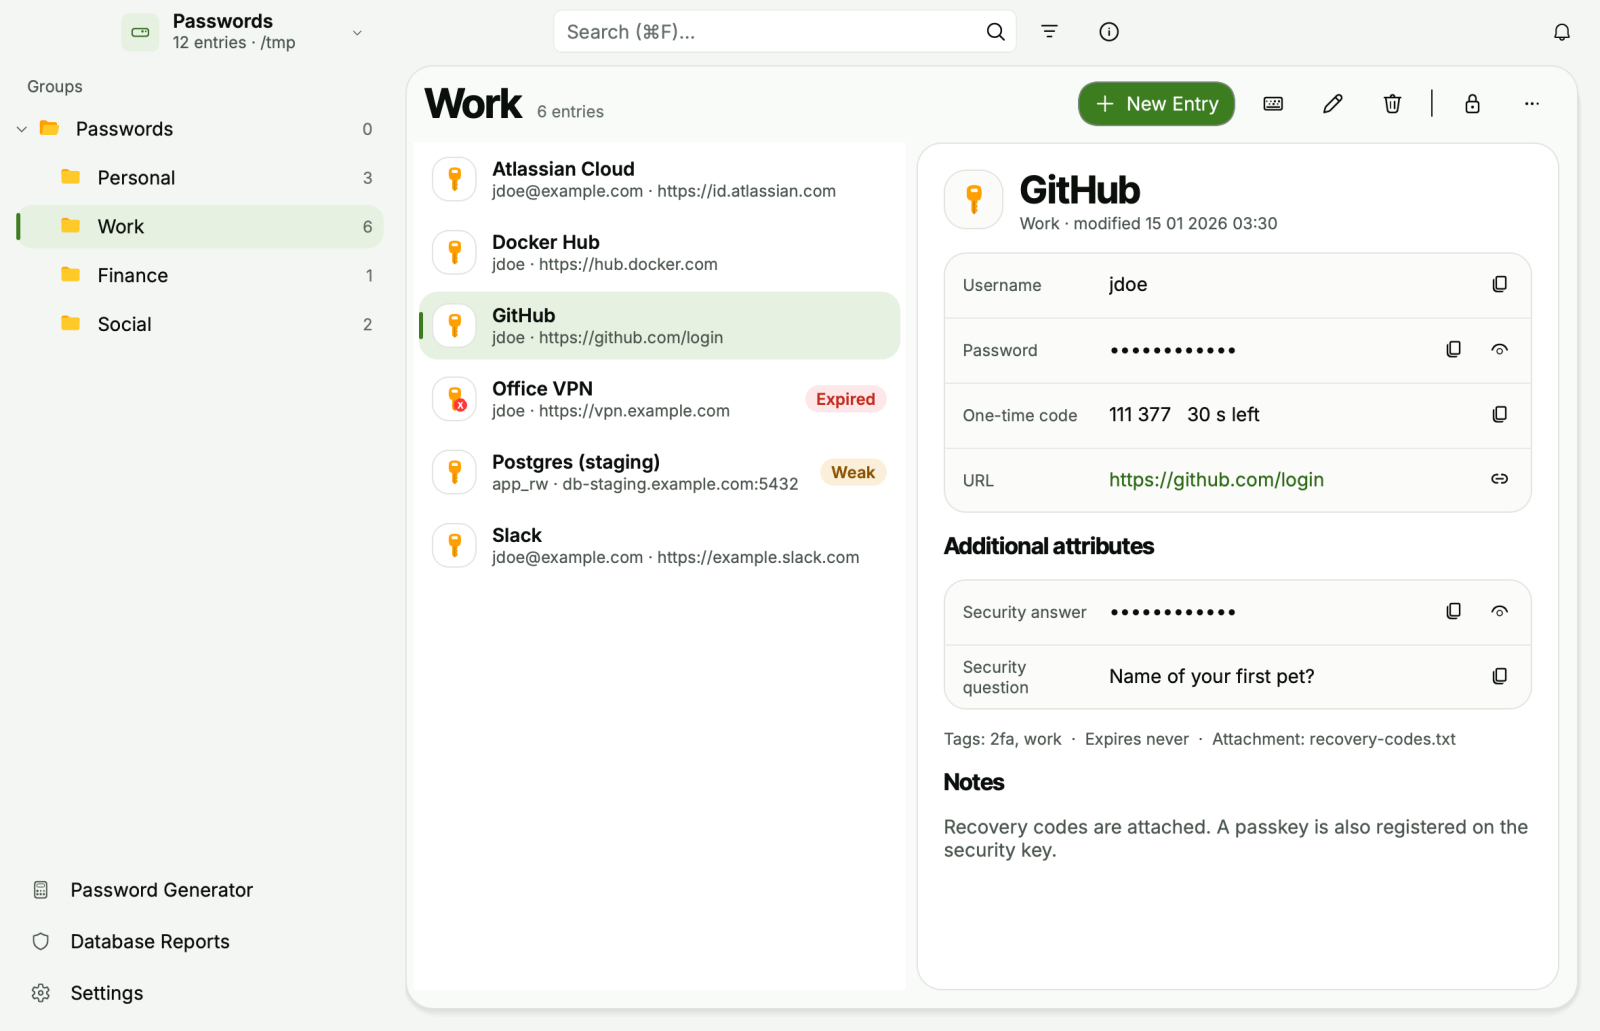 Passwords
12 entries · /tmp
Search (⌘F)...
Groups
Passwords 0
Personal 3
Work 6
Finance 1
Social 2
Password Generator
Database Reports
Settings
Work 6 entries
New Entry
Atlassian Cloud
jdoe@example.com · https://id.atlassian.com
Docker Hub
jdoe · https://hub.docker.com
GitHub
jdoe · https://github.com/login
Office VPN
jdoe · https://vpn.example.com
Expired
Postgres (staging)
app_rw · db-staging.example.com:5432
Weak
Slack
jdoe@example.com · https://example.slack.com
GitHub
Work · modified 15 01 2026 03:30
Username jdoe
Password ••••••••••••
One-time code 111 377 30 s left
URL https://github.com/login
Additional attributes
Security answer ••••••••••••
Security
question
Name of your first pet?
Tags: 2fa, work · Expires never · Attachment: recovery-codes.txt
Notes
Recovery codes are attached. A passkey is also registered on the
security key.